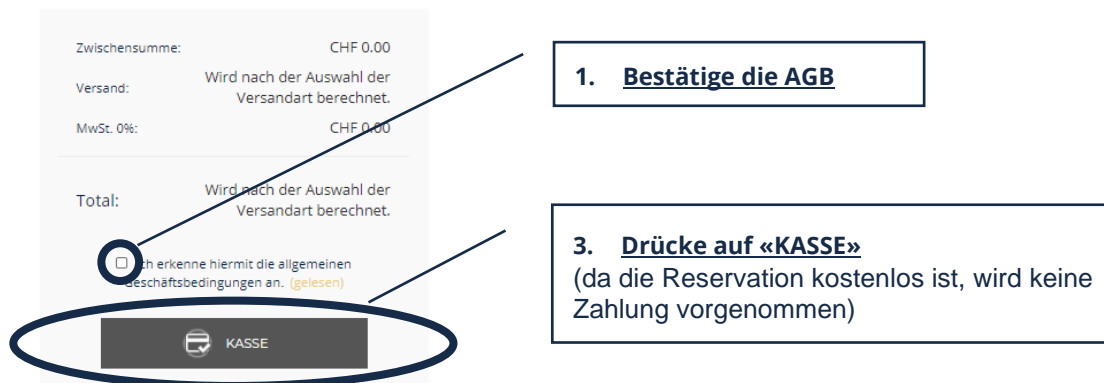 Zwischensumme: CHF 0.00
Versand: Wird nach der Auswahl der
Versandart berechnet.
MwSt. 0%: CHF 0.00
Total: Wird nach der Auswahl der
Versandart berechnet.
Ich erkenne hiermit die allgemeinen
Geschäftsbedingungen an. (gelesen)
KASSE
1. Bestätige die AGB
3. Drücke auf «KASSE»
(da die Reservation kostenlos ist, wird keine
Zahlung vorgenommen)